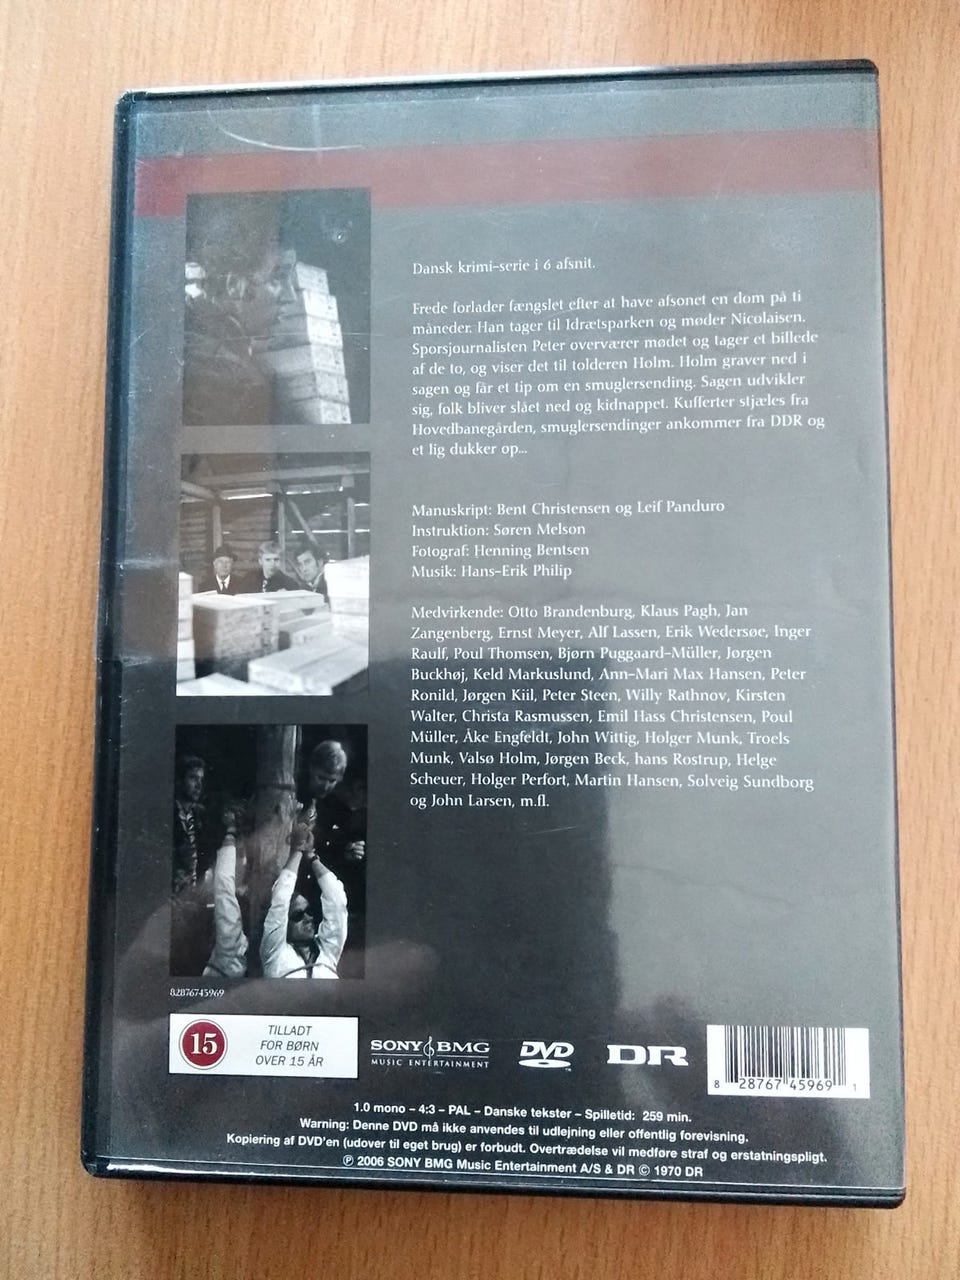 Dansk krimi-serie i 6 afsnit.
Frede forlader fængslet efter at have afsonet en dom på ti
måneder. Han tager til Idrætsparken og møder Nicolaisen.
Sporsjournalisten Peter overværer mødet og tager et billede
af de to, og viser det til tolderen Holm. Holm graver ned i
sagen og får et tip om en smuglersending. Sagen udvikler
sig, folk bliver slået ned og kidnappet. Kufferter stjæles fra
Hovedbanegården, smuglersendinger ankommer fra DDR og
et lig dukker op...
Manuskript: Bent Christensen og Leif Panduro
Instruktion: Søren Melson
Fotograf: Henning Bentsen
Musik: Hans-Erik Philip
Medvirkende: Otto Brandenburg, Klaus Pagh, Jan
Zangenberg, Ernst Meyer, Alf Lassen, Erik Wedersøe, Inger
Raulf, Poul Thomsen, Bjørn Puggaard-Müller, Jørgen
Buckhøj, Keld Markuslund, Ann-Mari Max Hansen, Peter
Ronild, Jørgen Kiil, Peter Steen, Willy Rathnov, Kirsten
Walter, Christa Rasmussen, Emil Hass Christensen, Poul
Müller, Åke Engfeldt, John Wittig, Holger Munk, Troels
Munk, Valsø Holm, Jørgen Beck, hans Rostrup, Helge
Scheuer, Holger Perfort, Martin Hansen, Solveig Sundborg
og John Larsen, m.fl.
82876745969
15
TILLADT
FOR BØRN
OVER 15 ÅR
SONY BMG
MUSIC ENTERTAINMENT
DVD
VIDEO
DR
8 28767 45969 1
1.0 mono – 4:3 – PAL – Danske tekster – Spilletid: 259 min.
Warning: Denne DVD må ikke anvendes til udlejning eller offentlig forevisning.
Kopiering af DVD'en (udover til eget brug) er forbudt. Overtrædelse vil medføre straf og erstatningspligt.
℗ 2006 SONY BMG Music Entertainment A/S & DR © 1970 DR